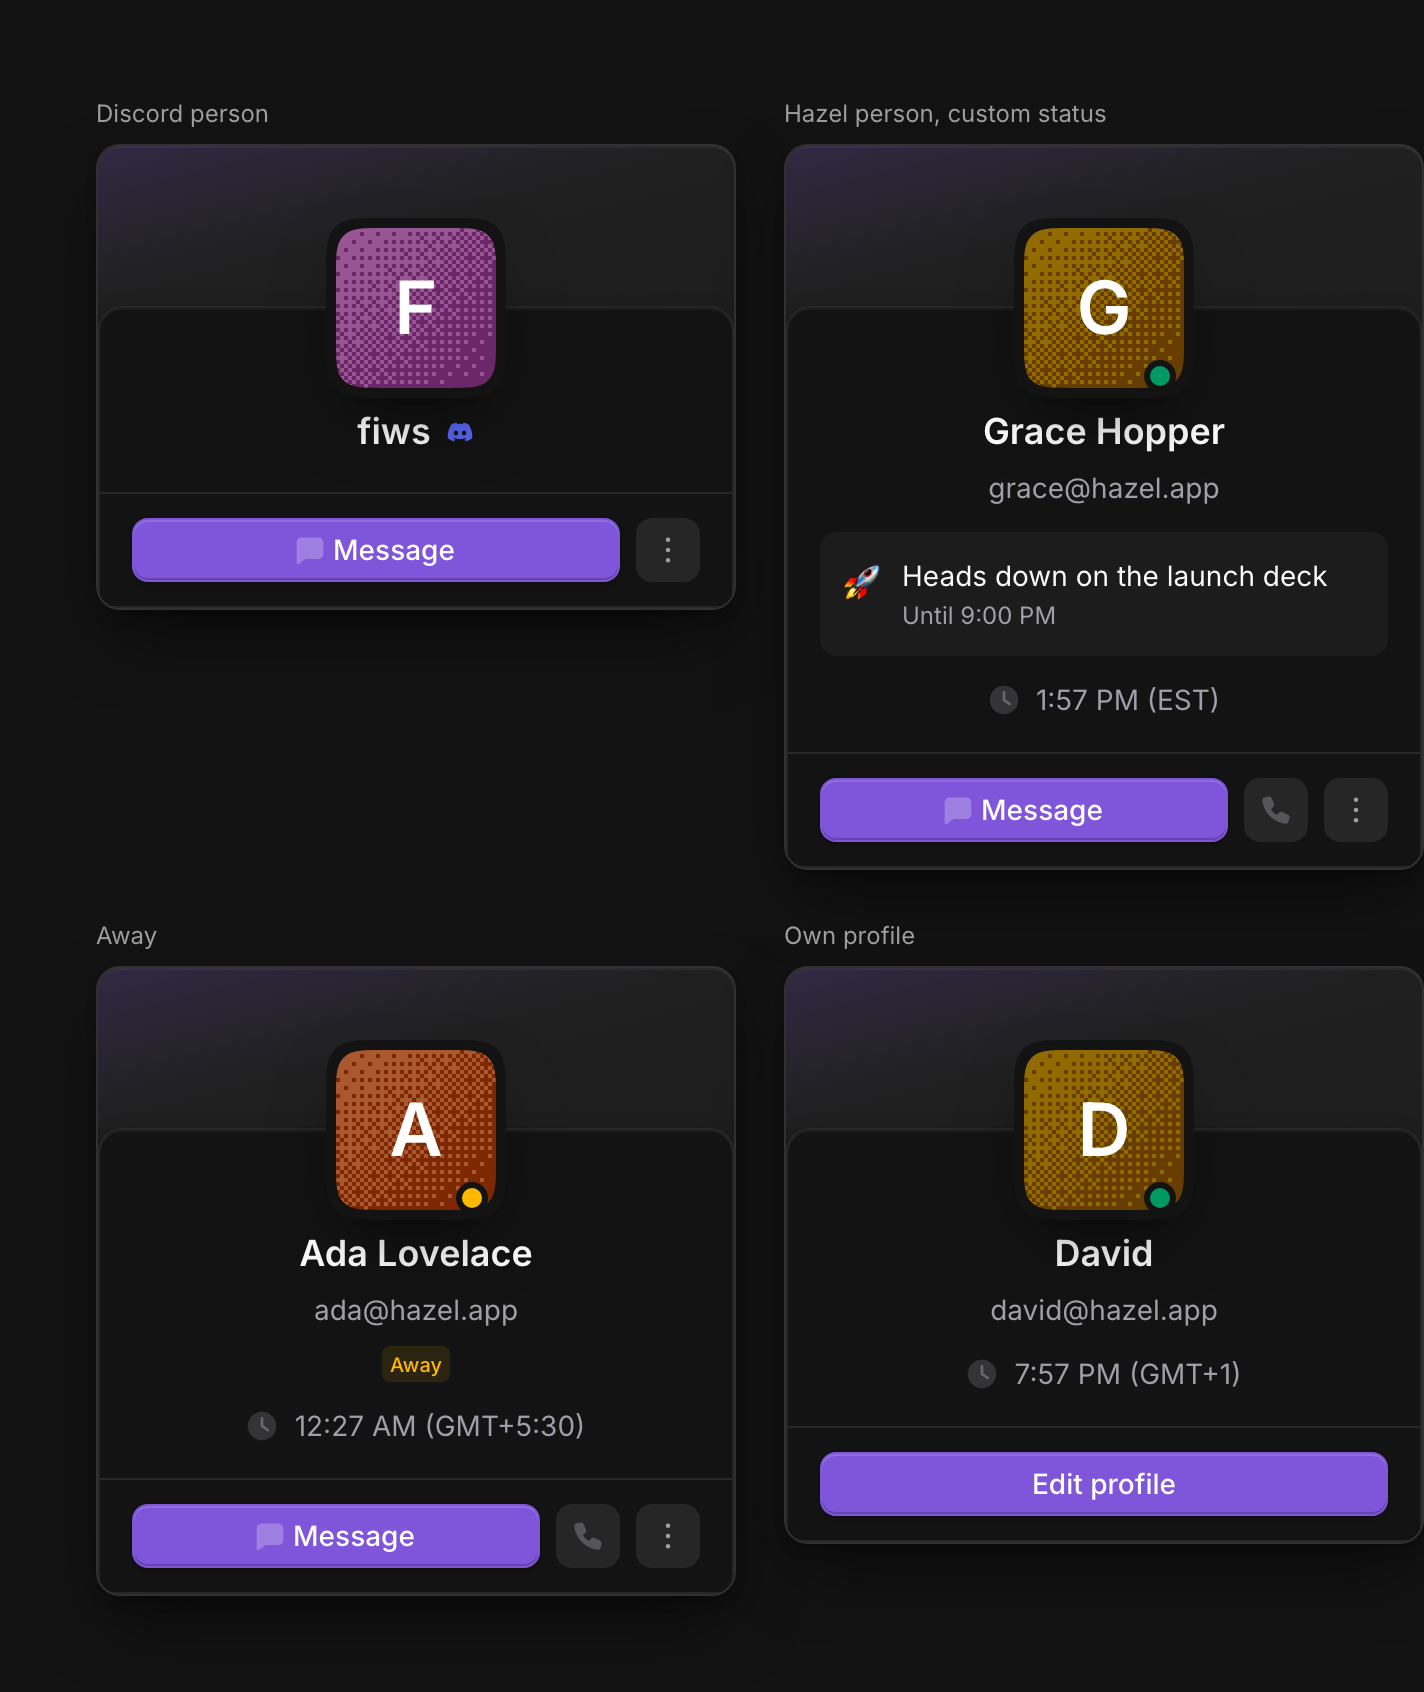 Discord person
F
fiws
Message
Hazel person, custom status
G
Grace Hopper
grace@hazel.app
🚀 Heads down on the launch deck
Until 9:00 PM
1:57 PM (EST)
Message
Away
A
Ada Lovelace
ada@hazel.app
Away
12:27 AM (GMT+5:30)
Message
Own profile
D
David
david@hazel.app
7:57 PM (GMT+1)
Edit profile